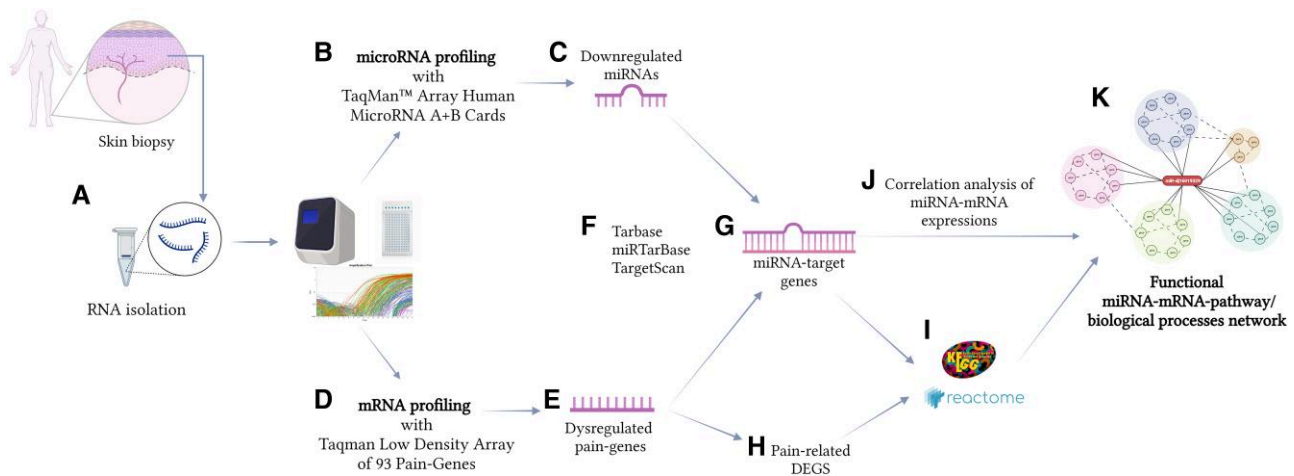 Skin biopsy
A
RNA isolation
B
microRNA profiling
with
TaqMan™ Array Human
MicroRNA A+B Cards
C
Downregulated
miRNAs
D
mRNA profiling
with
Taqman Low Density Array
of 93 Pain-Genes
E
Dysregulated
pain-genes
F
Tarbase
miRTarBase
TargetScan
G
miRNA-target
genes
H
Pain-related
DEGS
I
KEGG
reactome
J
Correlation analysis of
miRNA-mRNA
expressions
K
Functional
miRNA-mRNA-pathway/
biological processes network